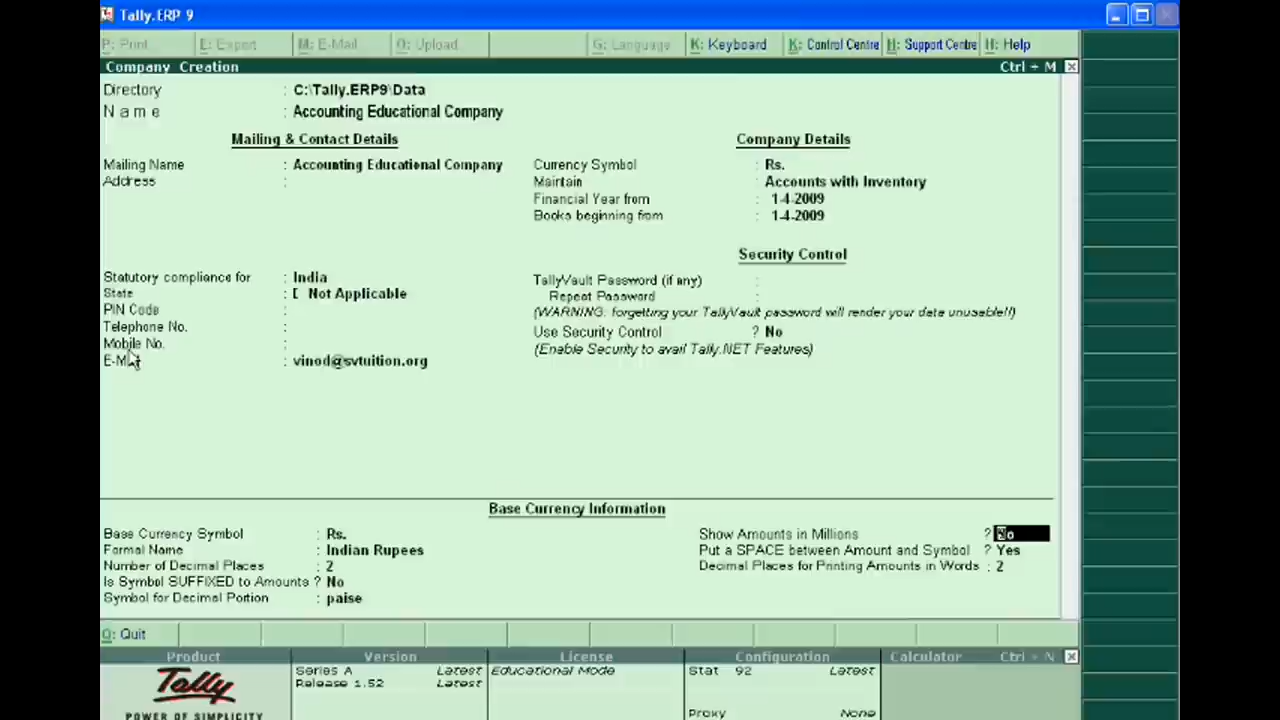 Tally.ERP 9
P: Print E: Export M: E-Mail O: Upload G: Language K: Keyboard K: Control Centre H: Support Centre H: Help
Company Creation Ctrl + M
Directory : C:\Tally.ERP9\Data
Name : Accounting Educational Company
Mailing & Contact Details Company Details
Mailing Name : Accounting Educational Company Currency Symbol : Rs.
Address : Maintain : Accounts with Inventory
Financial Year from : 1-4-2009
Books beginning from : 1-4-2009
Security Control
Statutory compliance for : India TallyVault Password (if any) :
State : [ Not Applicable Repeat Password :
PIN Code : (WARNING: forgetting your TallyVault password will render your data unusable!!)
Telephone No. : Use Security Control ? No
Mobile No. : (Enable Security to avail Tally.NET Features)
E-Mail : vinod@svtuition.org
Base Currency Information
Base Currency Symbol : Rs. Show Amounts in Millions ? No
Formal Name : Indian Rupees Put a SPACE between Amount and Symbol ? Yes
Number of Decimal Places : 2 Decimal Places for Printing Amounts in Words : 2
Is Symbol SUFFIXED to Amounts ? No
Symbol for Decimal Portion : paise
Q: Quit
Product Version License Configuration Calculator Ctrl + N
Tally Series A Latest Educational Mode Stat 92 Latest
Release 1.52 Latest
POWER OF SIMPLICITY Proxy None